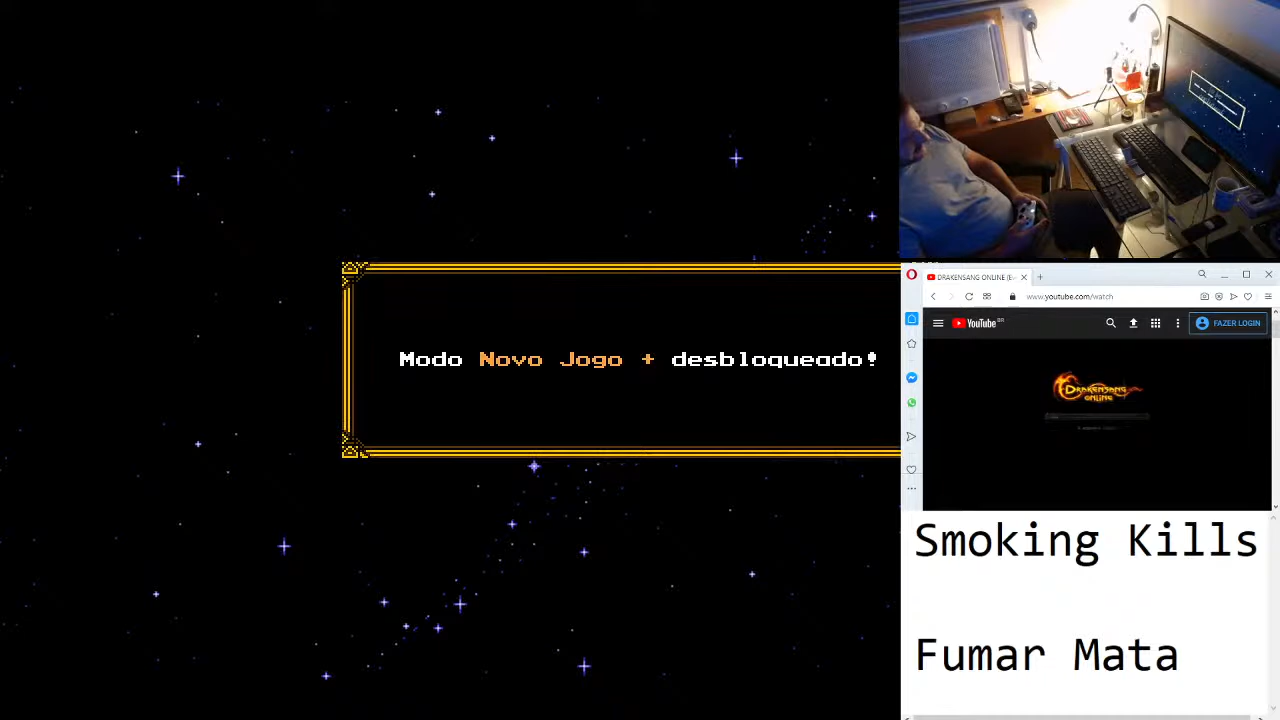 Modo Novo Jogo + desbloqueado!
DRAKENSANG ONLINE (E
www.youtube.com/watch
YouTube BR
FAZER LOGIN
DRAKENSANG
ONLINE
Smoking Kills
Fumar Mata